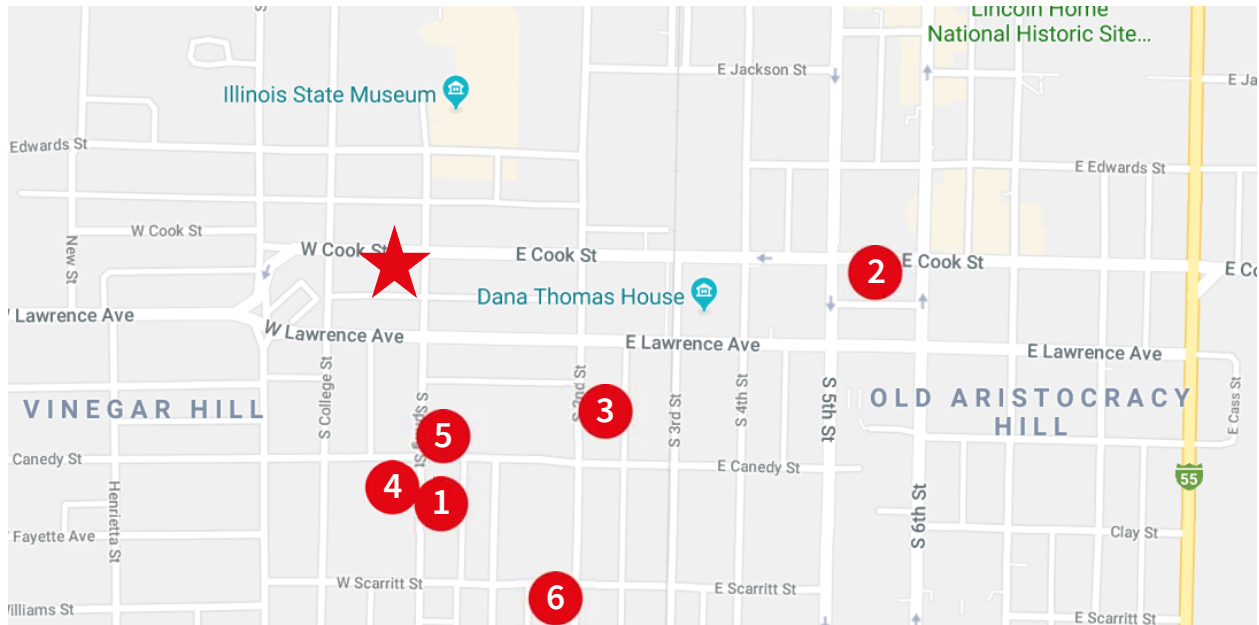 Lincoln Home
National Historic Site...
E Jackson St
E Ja
Illinois State Museum
Edwards St
E Edwards St
W Cook St
New St
W Cook St
E Cook St
2
E Cook St
E Co
Dana Thomas House
Lawrence Ave
W Lawrence Ave
E Lawrence Ave
E Lawrence Ave
S College St
S 2nd St
S 3rd St
S 4th St
S 5th St
E Cass St
VINEGAR HILL
OLD ARISTOCRACY
HILL
3
S Spring St
5
Canedy St
E Canedy St
4
1
55
Henrietta St
S 6th St
Fayette Ave
Clay St
W Scarritt St
E Scarritt St
6
Williams St
E Scarritt St